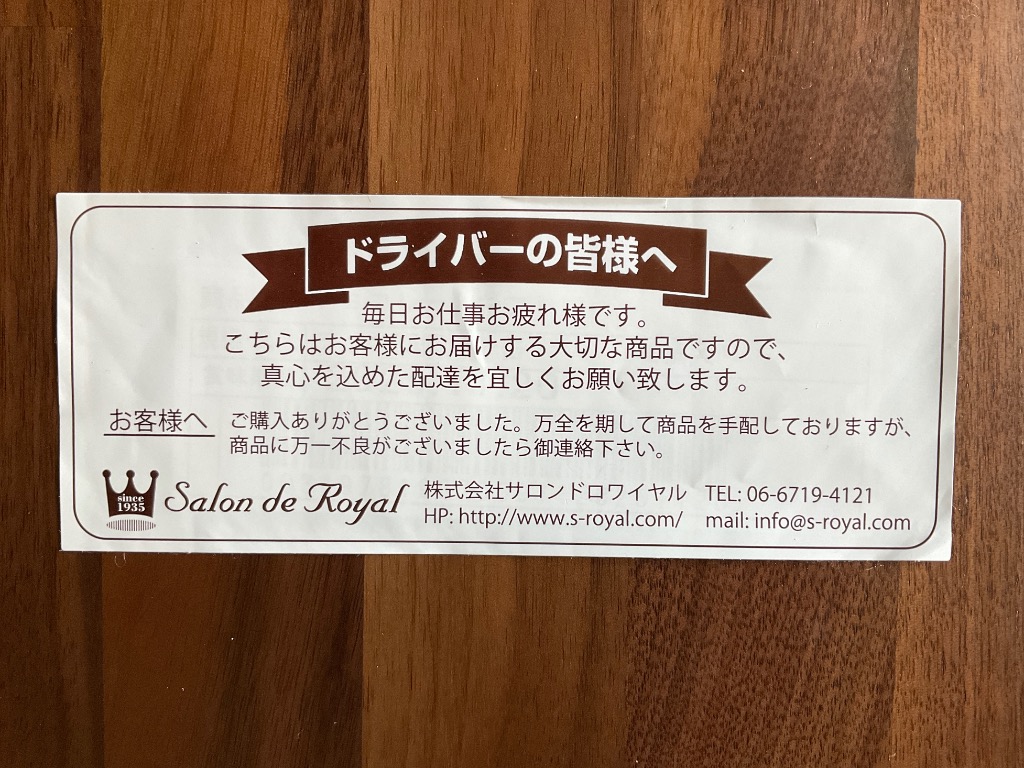 ドライバーの皆様へ
毎日お仕事お疲れ様です。
こちらはお客様にお届けする大切な商品ですので、
真心を込めた配達を宜しくお願い致します。
お客様へ
ご購入ありがとうございました。万全を期して商品を手配しておりますが、
商品に万一不良がございましたら御連絡下さい。
since
1935
Salon de Royal
株式会社サロンドロワイヤル TEL: 06-6719-4121
HP: http://www.s-royal.com/ mail: info@s-royal.com